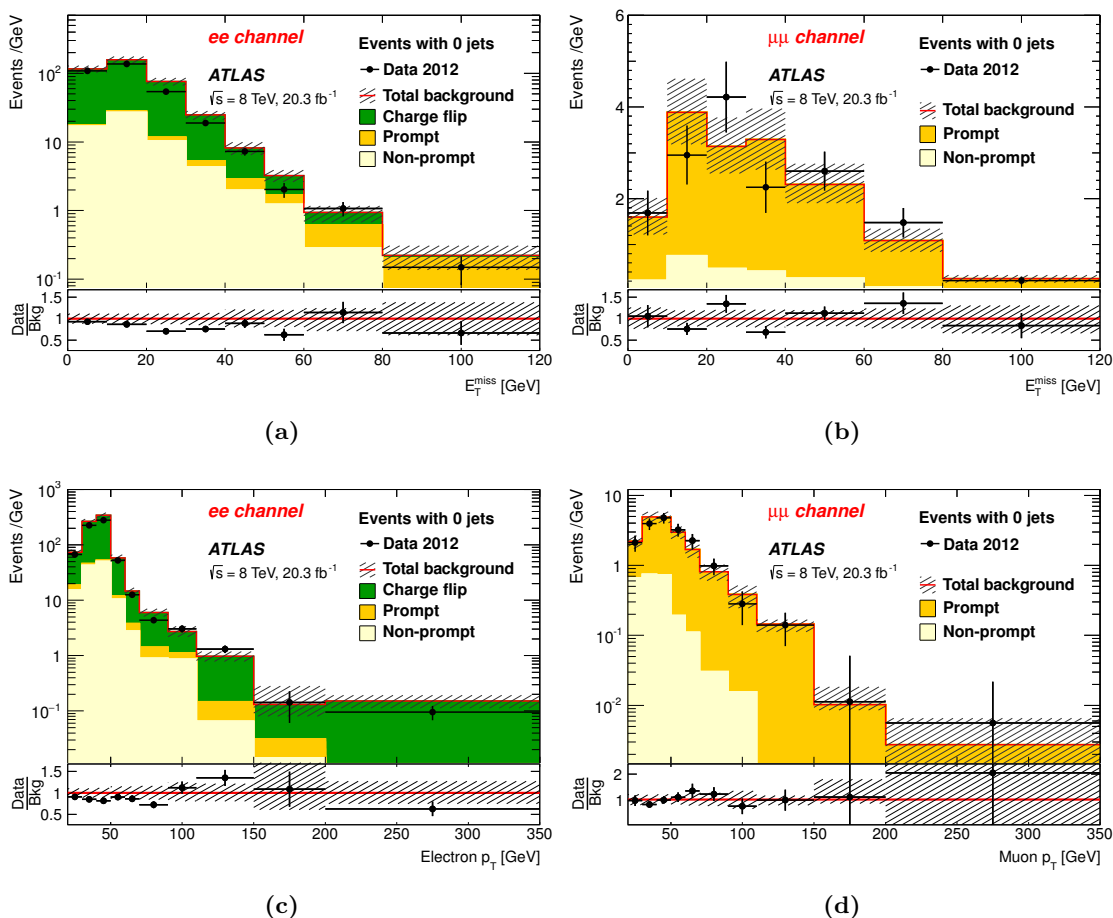 ee channel
Events with 0 jets
ATLAS
Data 2012
√s = 8 TeV, 20.3 fb⁻¹
Total background
Charge flip
Prompt
Non-prompt
Events /GeV
10²
10
1
10⁻¹
Data
Bkg
1.5
1
0.5
0 20 40 60 80 100 120
E_T^miss [GeV]
(a)
μμ channel
Events with 0 jets
ATLAS
Data 2012
√s = 8 TeV, 20.3 fb⁻¹
Total background
Prompt
Non-prompt
Events /GeV
6
4
2
Data
Bkg
1.5
1
0.5
0 20 40 60 80 100 120
E_T^miss [GeV]
(b)
ee channel
Events with 0 jets
ATLAS
Data 2012
√s = 8 TeV, 20.3 fb⁻¹
Total background
Charge flip
Prompt
Non-prompt
Events /GeV
10³
10²
10
1
10⁻¹
Data
Bkg
1.5
1
0.5
50 100 150 200 250 300 350
Electron p_T [GeV]
(c)
μμ channel
Events with 0 jets
ATLAS
Data 2012
√s = 8 TeV, 20.3 fb⁻¹
Total background
Prompt
Non-prompt
Events /GeV
10
1
10⁻¹
10⁻²
Data
Bkg
2
1
50 100 150 200 250 300 350
Muon p_T [GeV]
(d)